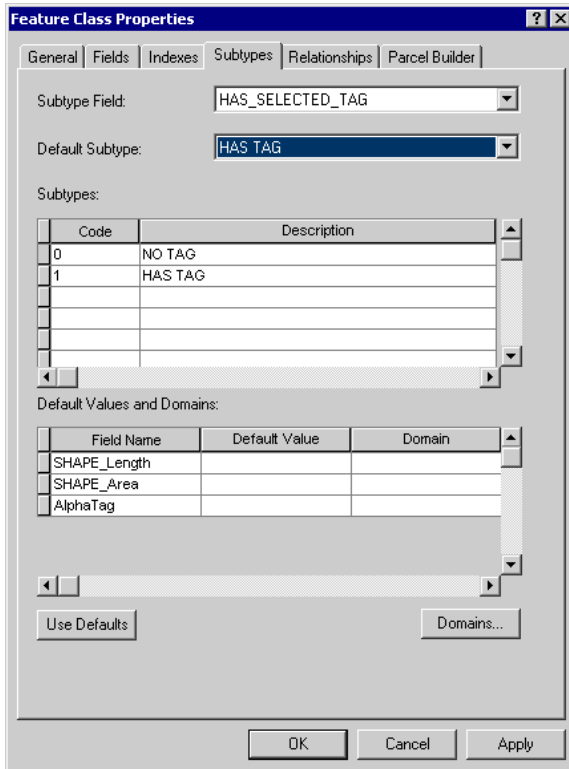 Feature Class Properties
General Fields Indexes Subtypes Relationships Parcel Builder
Subtype Field: HAS_SELECTED_TAG
Default Subtype: HAS TAG
Subtypes:
Code Description
0 NO TAG
1 HAS TAG
Default Values and Domains:
Field Name Default Value Domain
SHAPE_Length
SHAPE_Area
AlphaTag
Use Defaults Domains...
OK Cancel Apply